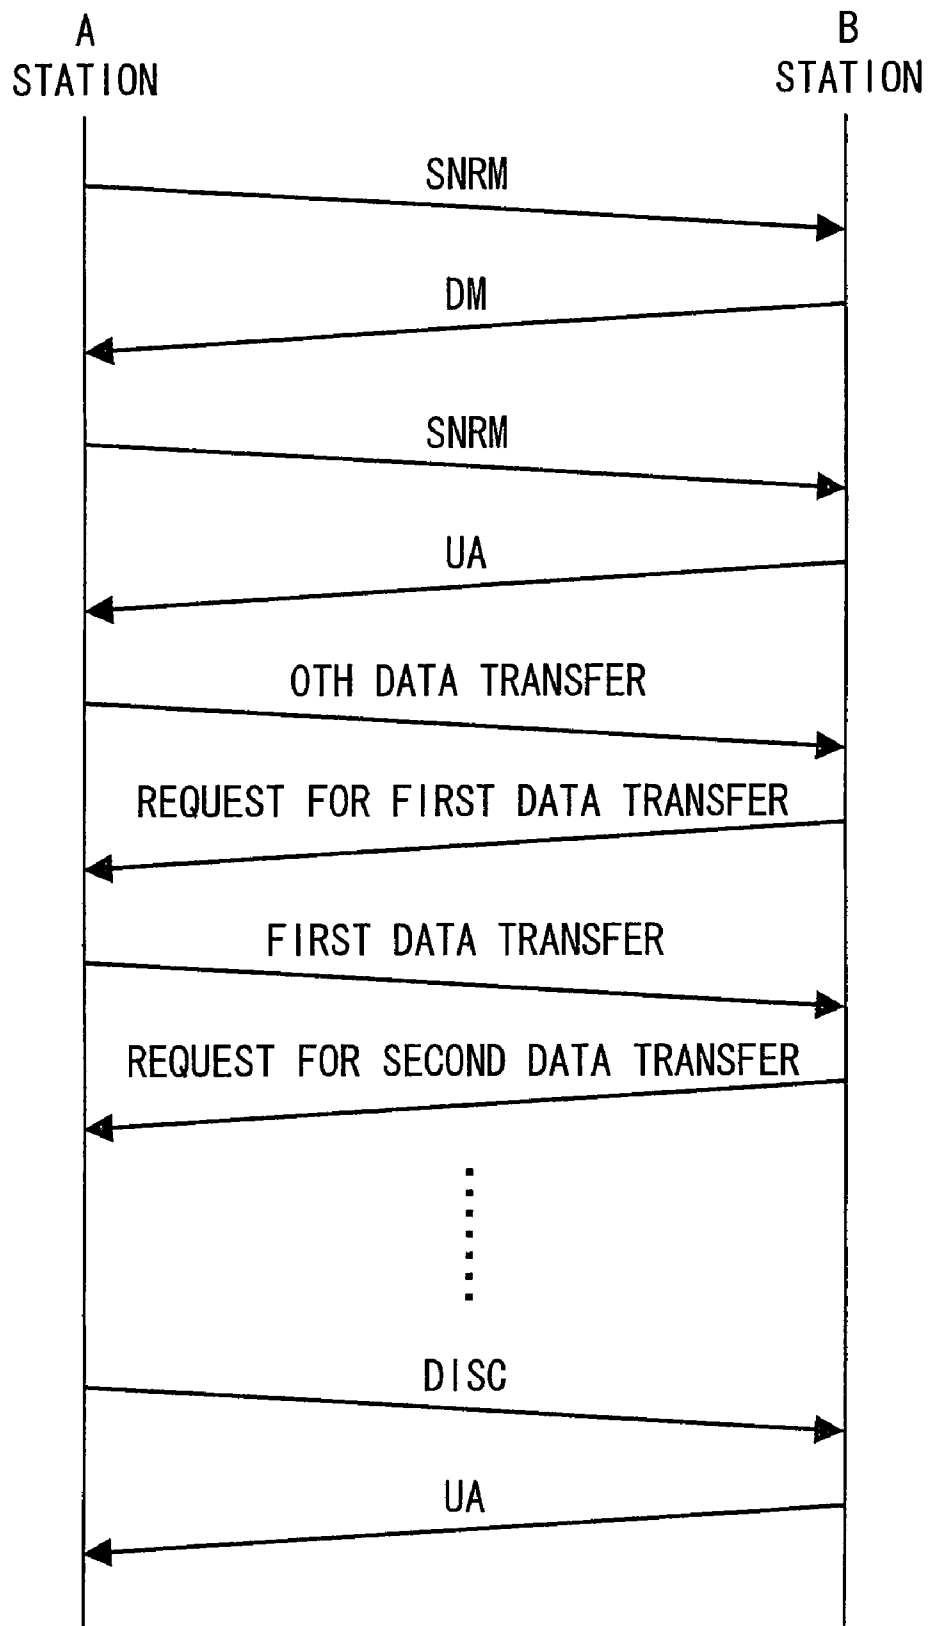 A
STATION
B
STATION
SNRM
DM
SNRM
UA
0TH DATA TRANSFER
REQUEST FOR FIRST DATA TRANSFER
FIRST DATA TRANSFER
REQUEST FOR SECOND DATA TRANSFER
DISC
UA